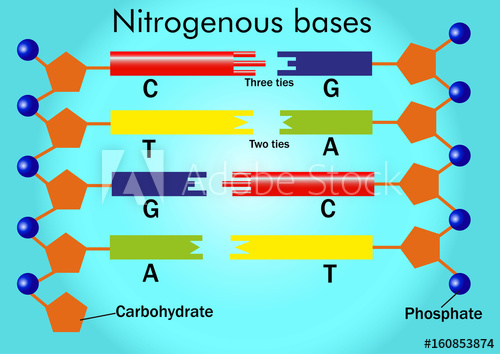 Nitrogenous bases
C
Three ties
G
T
Two ties
A
Adobe Stock
G
C
A
T
Carbohydrate
Phosphate
#160853874